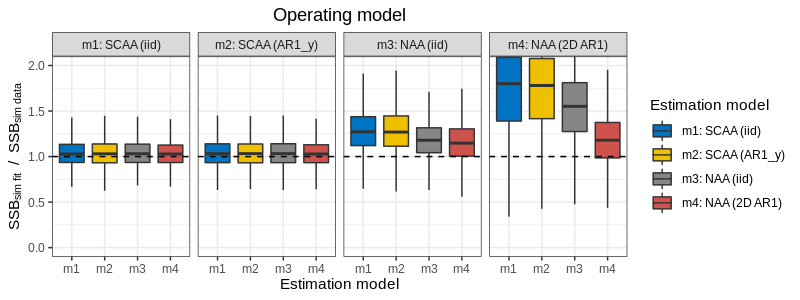 Operating model
m1: SCAA (iid)
m2: SCAA (AR1_y)
m3: NAA (iid)
m4: NAA (2D AR1)
SSBsim fit / SSBsim data
2.0
1.5
1.0
0.5
0.0
m1 m2 m3 m4
m1 m2 m3 m4
m1 m2 m3 m4
m1 m2 m3 m4
Estimation model
Estimation model
m1: SCAA (iid)
m2: SCAA (AR1_y)
m3: NAA (iid)
m4: NAA (2D AR1)